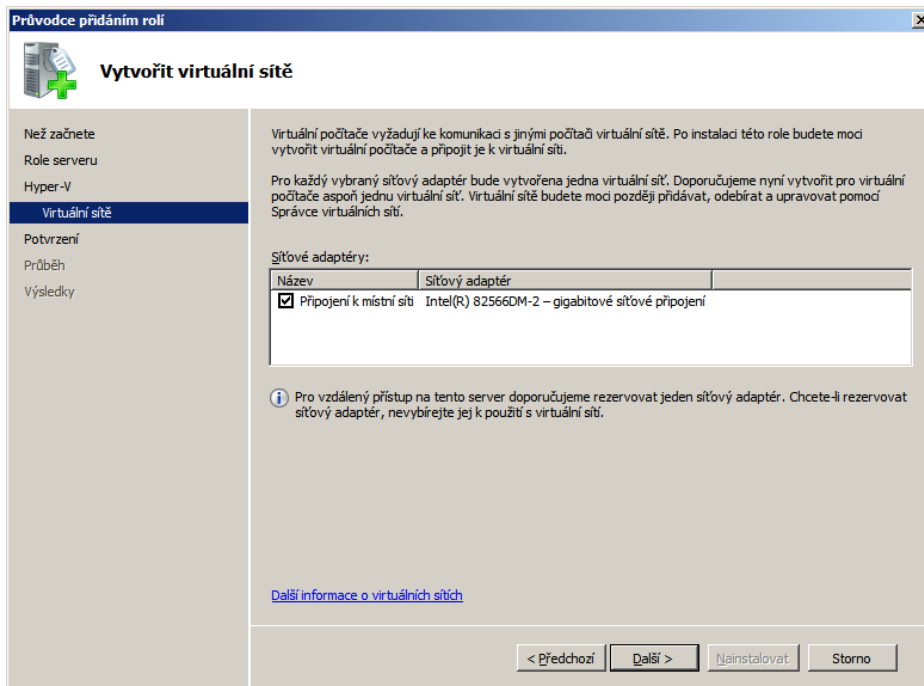 Průvodce přidáním rolí
Vytvořit virtuální sítě
Než začnete
Role serveru
Hyper-V
Virtuální sítě
Potvrzení
Průběh
Výsledky
Virtuální počítače vyžadují ke komunikaci s jinými počítači virtuální sítě. Po instalaci této role budete moci
vytvořit virtuální počítače a připojit je k virtuální síti.
Pro každý vybraný síťový adaptér bude vytvořena jedna virtuální síť. Doporučujeme nyní vytvořit pro virtuální
počítače aspoň jednu virtuální síť. Virtuální sítě budete moci později přidávat, odebírat a upravovat pomocí
Správce virtuálních sítí.
Síťové adaptéry:
Název Síťový adaptér
Připojení k místní síti Intel(R) 82566DM-2 – gigabitové síťové připojení
Pro vzdálený přístup na tento server doporučujeme rezervovat jeden síťový adaptér. Chcete-li rezervovat
síťový adaptér, nevybírejte jej k použití s virtuální sítí.
Další informace o virtuálních sítích
< Předchozí Další > Nainstalovat Storno